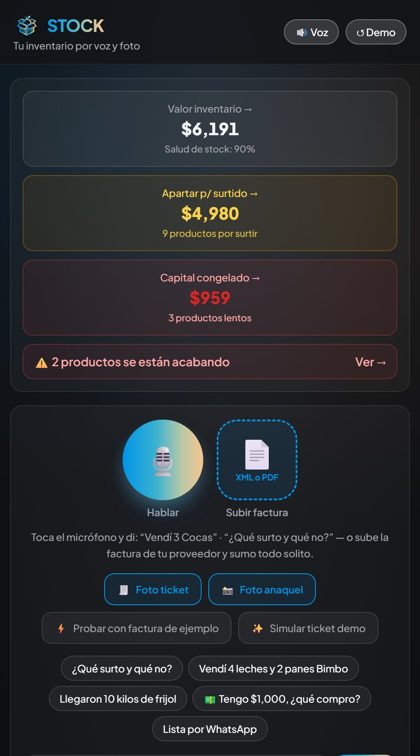 STOCK
Tu inventario por voz y foto
Voz
↺ Demo
Valor inventario →
$6,191
Salud de stock: 90%
Apartar p/ surtido →
$4,980
9 productos por surtir
Capital congelado →
$959
3 productos lentos
2 productos se están acabando
Ver →
XML o PDF
Hablar
Subir factura
Toca el micrófono y di: “Vendí 3 Cocas” · “¿Qué surto y qué no?” — o sube la
factura de tu proveedor y sumo todo solito.
Foto ticket
Foto anaquel
Probar con factura de ejemplo
Simular ticket demo
¿Qué surto y qué no?
Vendí 4 leches y 2 panes Bimbo
Llegaron 10 kilos de frijol
Tengo $1,000, ¿qué compro?
Lista por WhatsApp